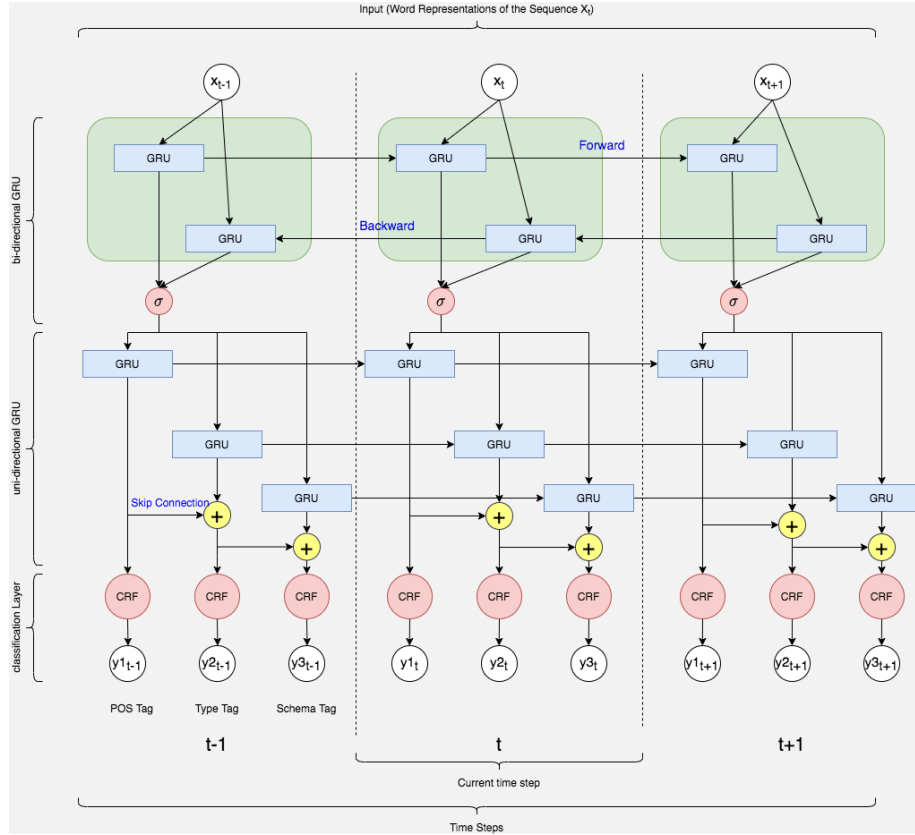 Input (Word Representations of the Sequence Xt)
xt-1
xt
xt+1
bi-directional GRU
GRU
GRU
Forward
GRU
GRU
Backward
GRU
GRU
σ
σ
σ
uni-directional GRU
GRU
GRU
GRU
GRU
GRU
GRU
GRU
GRU
GRU
Skip Connection
+
+
+
+
+
+
classification Layer
CRF
CRF
CRF
CRF
CRF
CRF
CRF
CRF
CRF
y1t-1
y2t-1
y3t-1
y1t
y2t
y3t
y1t+1
y2t+1
y3t+1
POS Tag
Type Tag
Schema Tag
t-1
t
t+1
Current time step
Time Steps